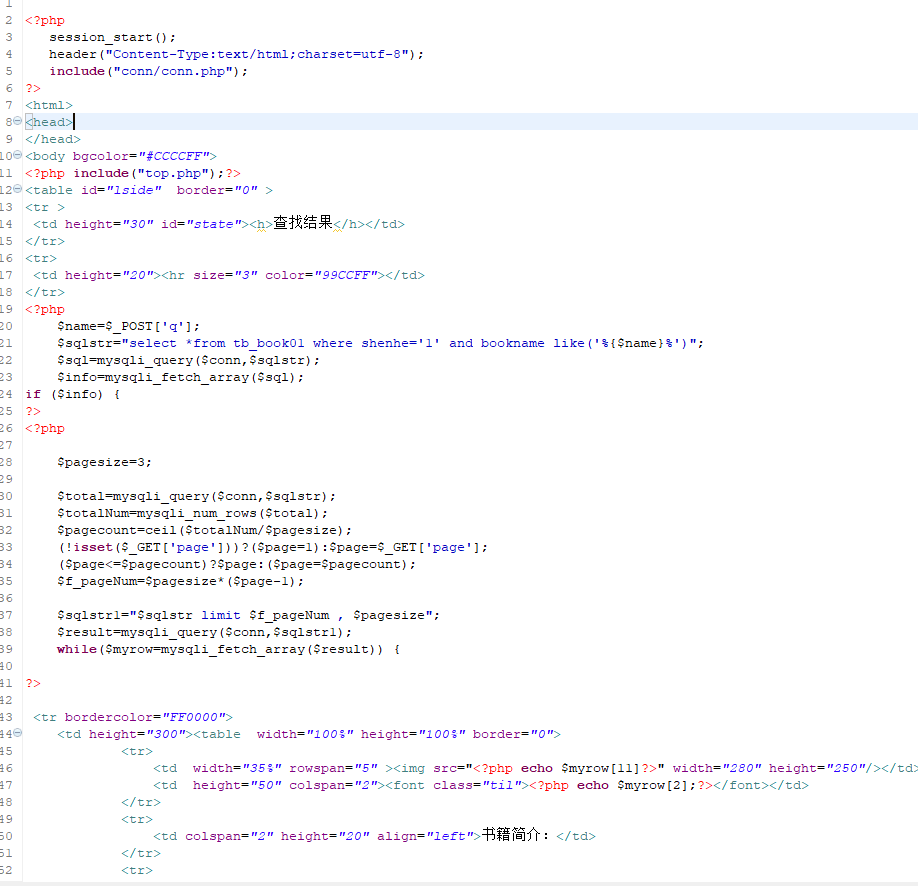 1
2 <?php
3 session_start();
4 header("Content-Type:text/html;charset=utf-8");
5 include("conn/conn.php");
6 ?>
7 <html>
8 <head>
9 </head>
10 <body bgcolor="#CCCCFF">
11 <?php include("top.php");?>
12 <table id="lside"  border="0" >
13 <tr >
14 <td height="30" id="state"><h>查找结果</h></td>
15 </tr>
16 <tr>
17 <td height="20"><hr size="3" color="99CCFF"></td>
18 </tr>
19 <?php
20 $name=$_POST['q'];
21 $sqlstr="select *from tb_book01 where shenhe='1' and bookname like('%{$name}%')";
22 $sql=mysqli_query($conn,$sqlstr);
23 $info=mysqli_fetch_array($sql);
24 if ($info) {
25 ?>
26 <?php
27
28 $pagesize=3;
29
30 $total=mysqli_query($conn,$sqlstr);
31 $totalNum=mysqli_num_rows($total);
32 $pagecount=ceil($totalNum/$pagesize);
33 (!isset($_GET['page']))?($page=1):$page=$_GET['page'];
34 ($page<=$pagecount)?$page:($page=$pagecount);
35 $f_pageNum=$pagesize*($page-1);
36
37 $sqlstr1="$sqlstr limit $f_pageNum , $pagesize";
38 $result=mysqli_query($conn,$sqlstr1);
39 while($myrow=mysqli_fetch_array($result)) {
40
41 ?>
42
43 <tr bordercolor="FF0000">
44 <td height="300"><table  width="100%" height="100%" border="0">
45 <tr>
46 <td  width="35%" rowspan="5" ><img src="<?php echo $myrow[11]?>" width="280" height="250"/></td>
47 <td  height="50" colspan="2"><font class="til"><?php echo $myrow[2];?></font></td>
48 </tr>
49 <tr>
50 <td colspan="2" height="20" align="left">书籍简介：</td>
51 </tr>
52 <tr>